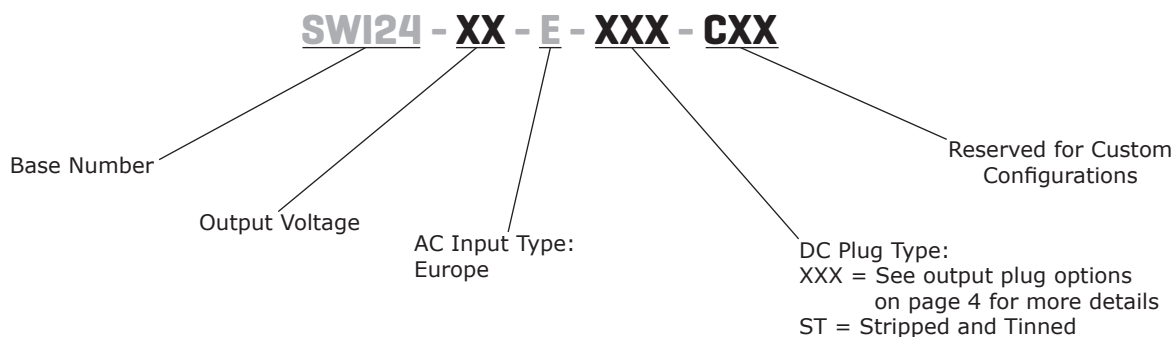 SWI24 - XX - E - XXX - CXX
Base Number
Output Voltage
AC Input Type:
Europe
DC Plug Type:
XXX = See output plug options
on page 4 for more details
ST = Stripped and Tinned
Reserved for Custom
Configurations